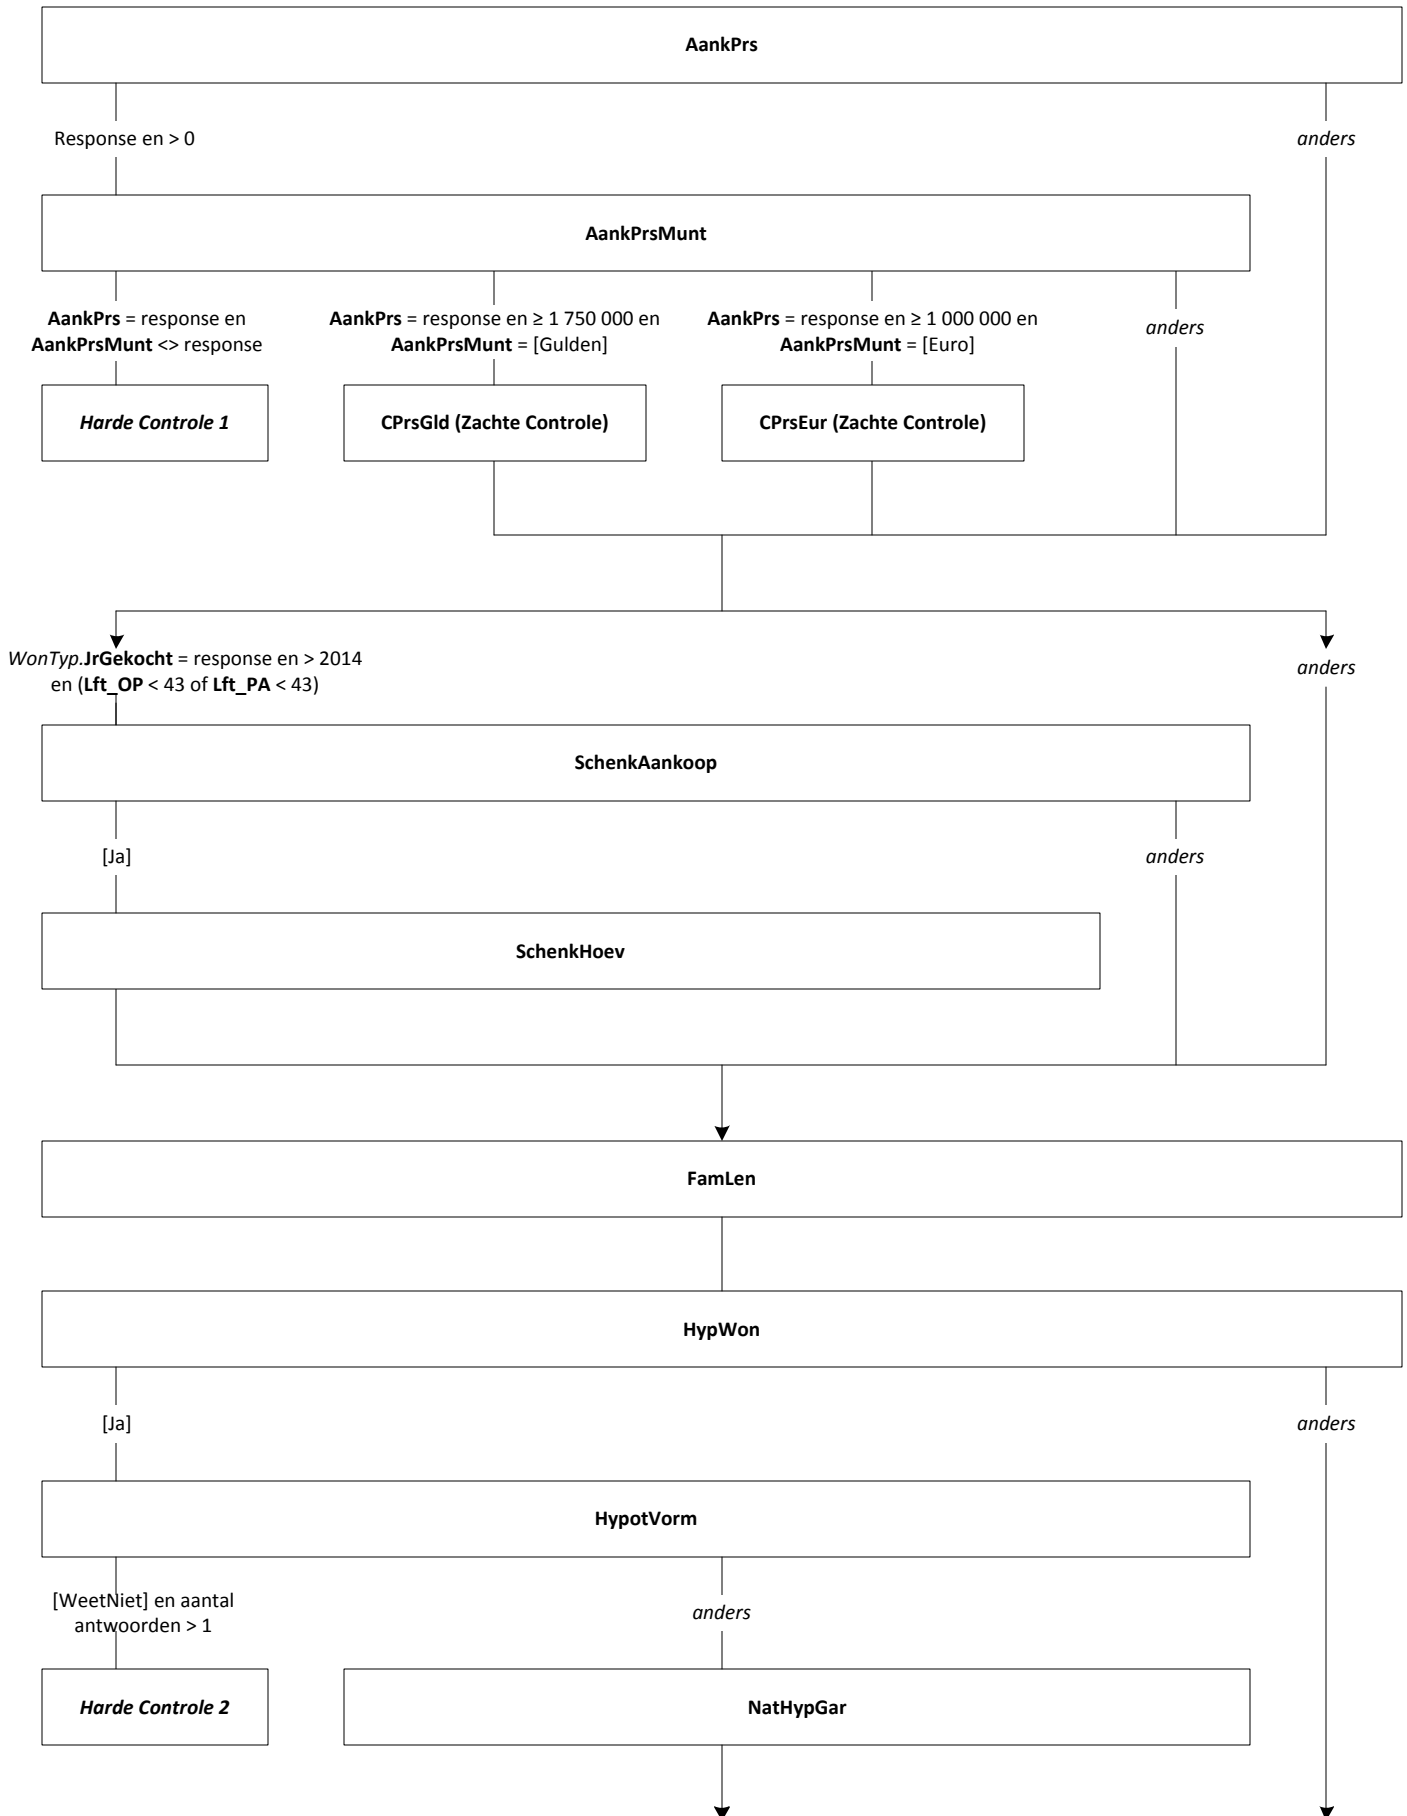 AankPrs
Response en > 0
anders
AankPrsMunt
AankPrs = response en
AankPrsMunt <> response
AankPrs = response en ≥ 1 750 000 en
AankPrsMunt = [Gulden]
AankPrs = response en ≥ 1 000 000 en
AankPrsMunt = [Euro]
anders
Harde Controle 1
CPrsGld (Zachte Controle)
CPrsEur (Zachte Controle)
WonTyp.JrGekocht = response en > 2014
en (Lft_OP < 43 of Lft_PA < 43)
anders
SchenkAankoop
[Ja]
anders
SchenkHoev
FamLen
HypWon
[Ja]
anders
HypotVorm
[WeetNiet] en aantal
antwoorden > 1
anders
Harde Controle 2
NatHypGar